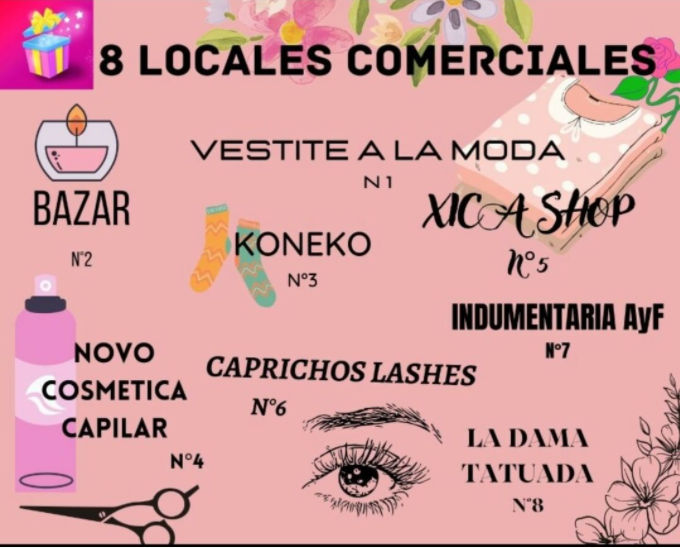 8 LOCALES COMERCIALES
VESTITE A LA MODA
N1
BAZAR
N°2
KONEKO
N°3
XICA SHOP
N°5
NOVO
COSMETICA
CAPILAR
N°4
CAPRICHOS LASHES
N°6
INDUMENTARIA AyF
N°7
LA DAMA
TATUADA
N°8